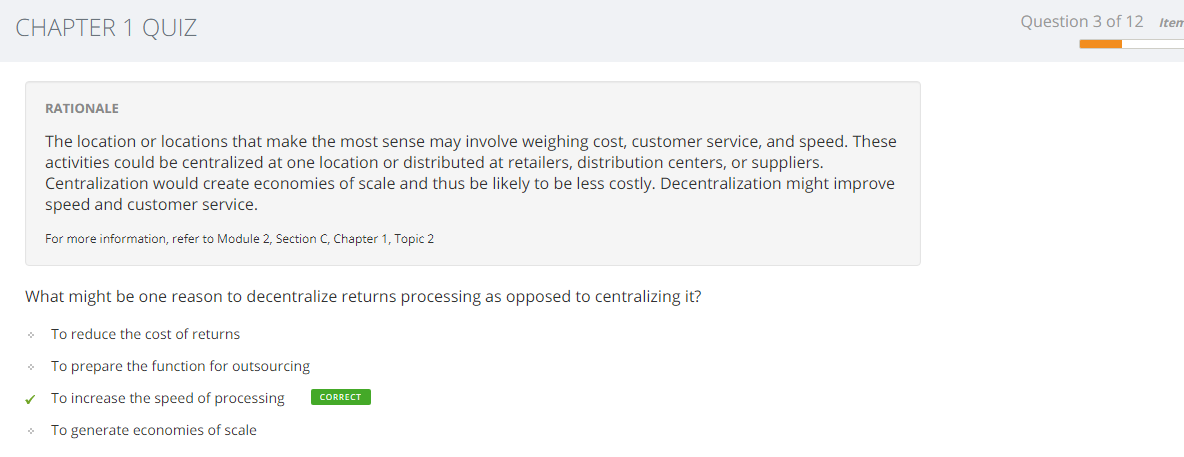 CHAPTER 1 QUIZ
Question 3 of 12
RATIONALE
The location or locations that make the most sense may involve weighing cost, customer service, and speed. These
activities could be centralized at one location or distributed at retailers, distribution centers, or suppliers.
Centralization would create economies of scale and thus be likely to be less costly. Decentralization might improve
speed and customer service.
For more information, refer to Module 2, Section C, Chapter 1, Topic 2
What might be one reason to decentralize returns processing as opposed to centralizing it?
To reduce the cost of returns
To prepare the function for outsourcing
To increase the speed of processing CORRECT
To generate economies of scale